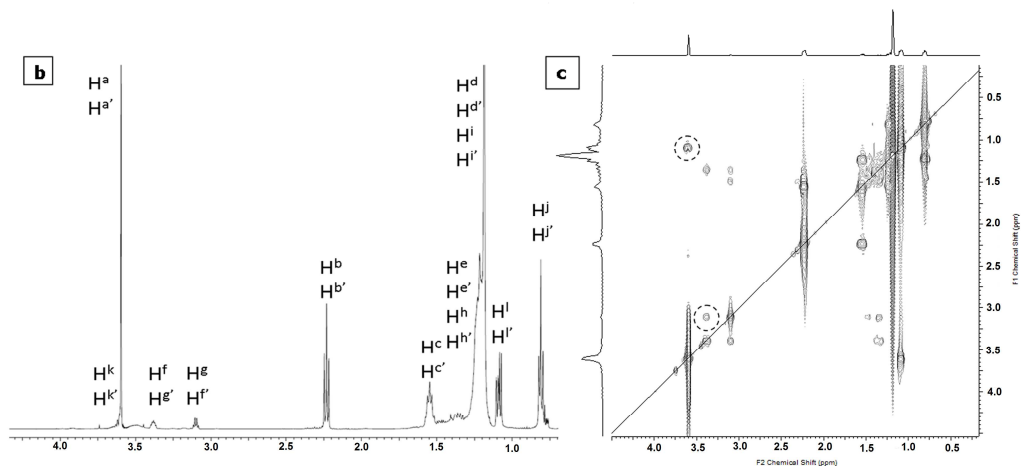 b
Hᵃ
Hᵃ'
Hᵈ
Hᵈ'
Hⁱ
Hⁱ'
Hʲ
Hʲ'
Hᵇ
Hᵇ'
Hᵉ
Hᵉ'
Hʰ
Hʰ'
Hᶜ
Hᶜ'
Hˡ
Hˡ'
Hᵏ
Hᵏ'
Hᶠ
Hᵍ'
Hᵍ
Hᶠ'
4.0 3.5 3.0 2.5 2.0 1.5 1.0
c
0.5
1.0
1.5
2.0
2.5
3.0
3.5
4.0
F1 Chemical Shift (ppm)
4.0 3.5 3.0 2.5 2.0 1.5 1.0 0.5
F2 Chemical Shift (ppm)